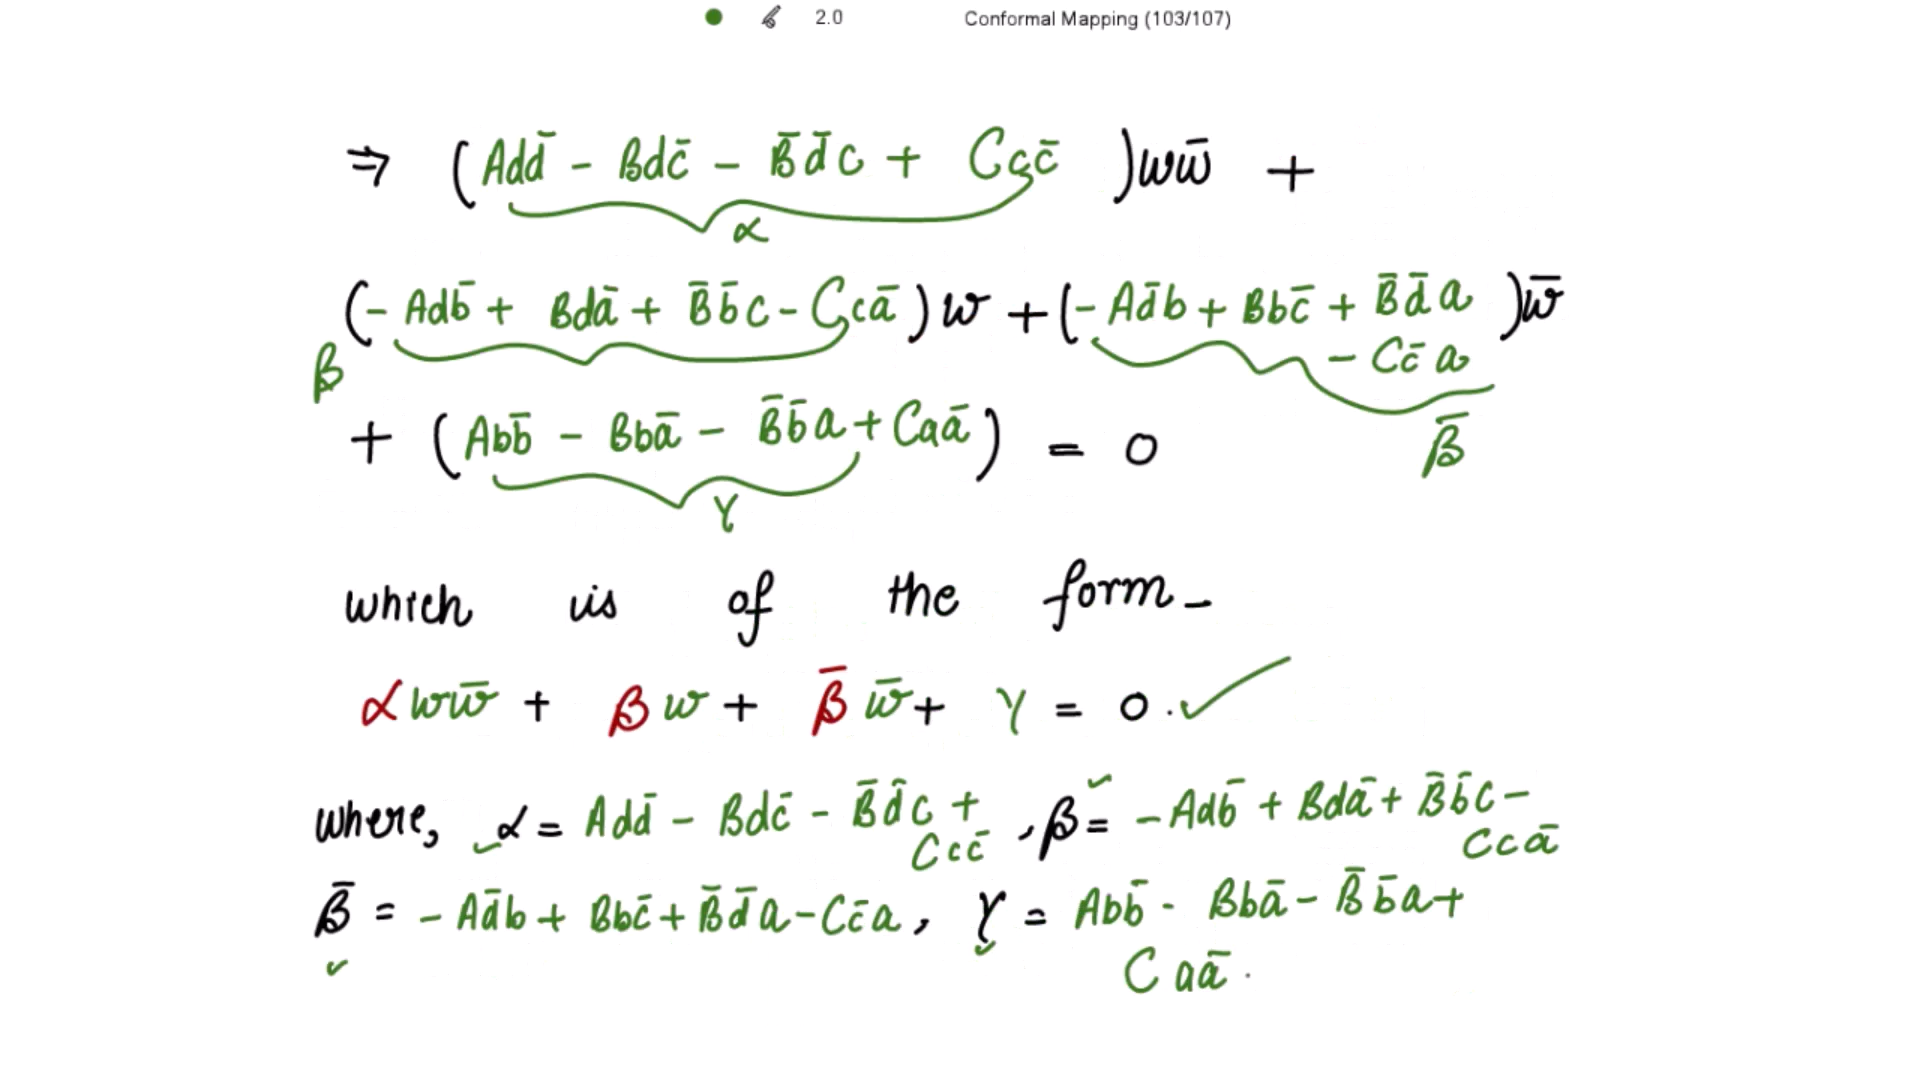 2.0 Conformal Mapping (103/107)
⇒ (Add̄ - Bdc̄ - B̄d̄c + Ccc̄ )ww̄ +
α
(- Adb̄ + Bdā + B̄b̄c - Ccā ) w + (- Ad̄b + Bbc̄ + B̄d̄a )w̄
- Cc̄a
β
+ (Abb̄ - Bbā - B̄b̄a + Caā) = 0
β̄
γ
which is of the form -
αww̄ + βw + β̄w̄ + γ = 0 . ✓
where, α = Add̄ - Bdc̄ - B̄d̄c + , β = - Adb̄ + Bdā + B̄b̄c -
Ccc̄ Ccā
β̄ = - Ad̄b + Bbc̄ + B̄d̄a - Cc̄a , γ = Abb̄ - Bbā - B̄b̄a +
Caā .